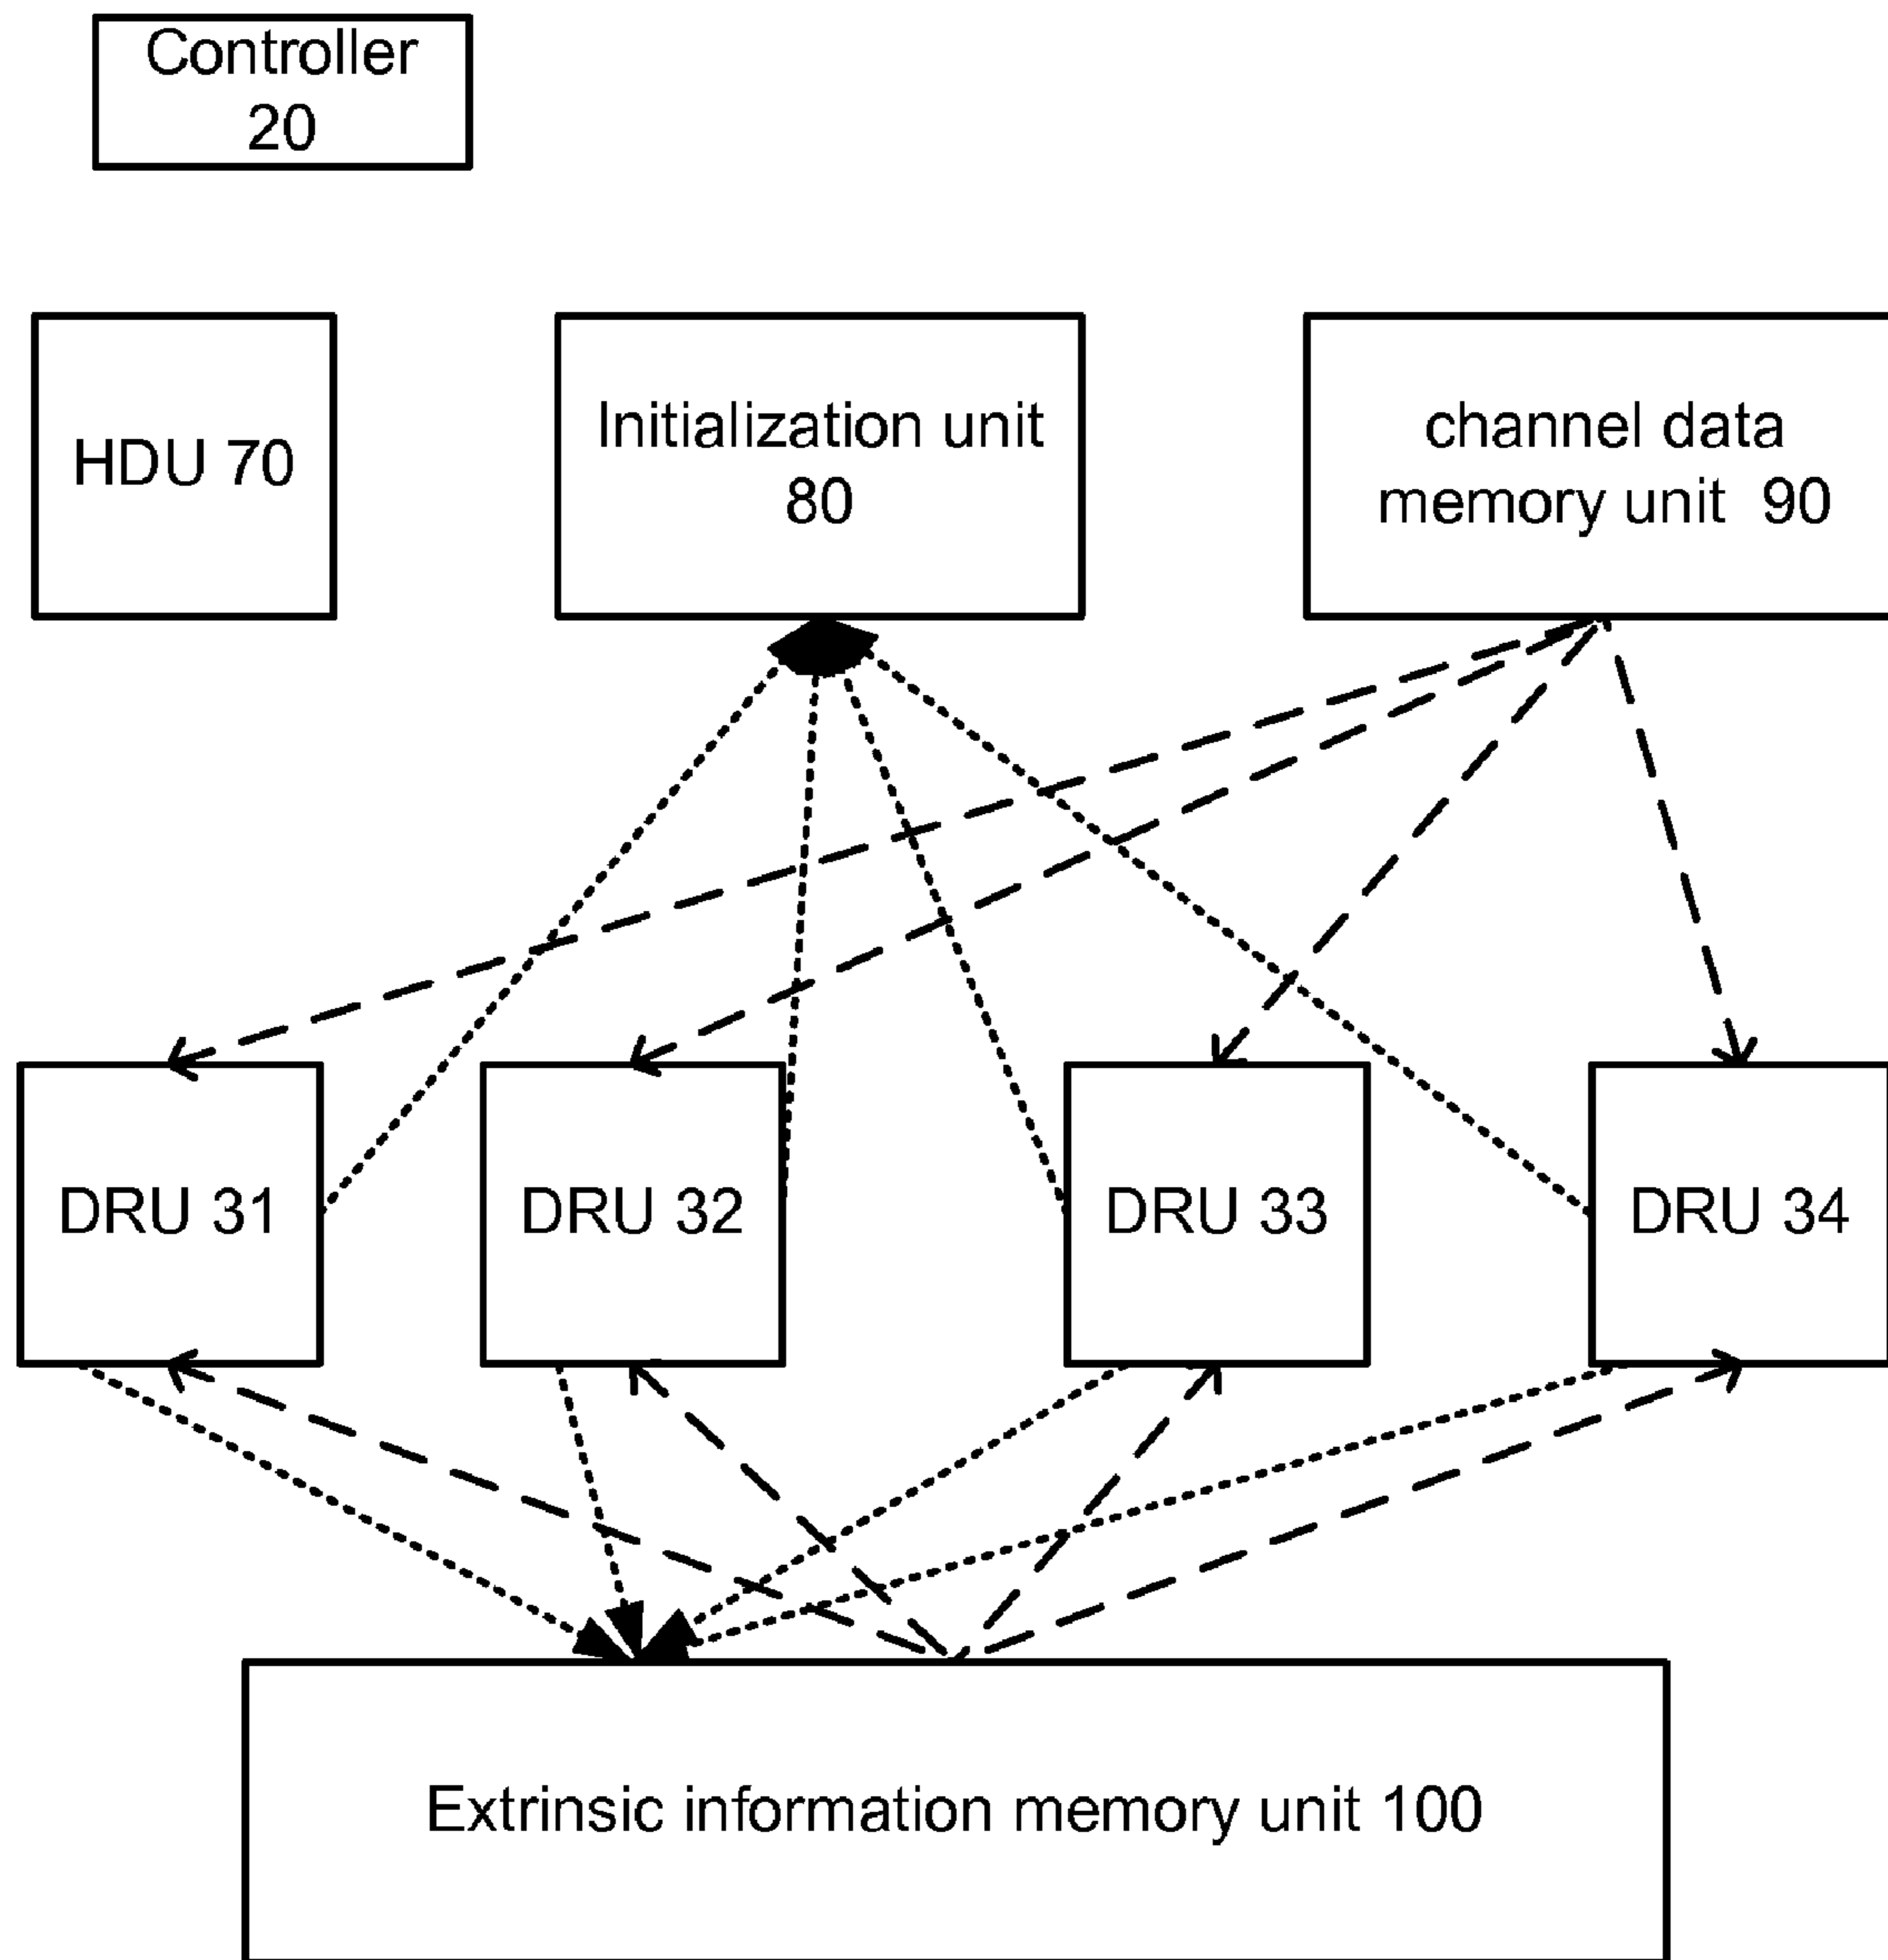 Controller
20
HDU 70
Initialization unit
80
channel data
memory unit 90
DRU 31
DRU 32
DRU 33
DRU 34
Extrinsic information memory unit 100